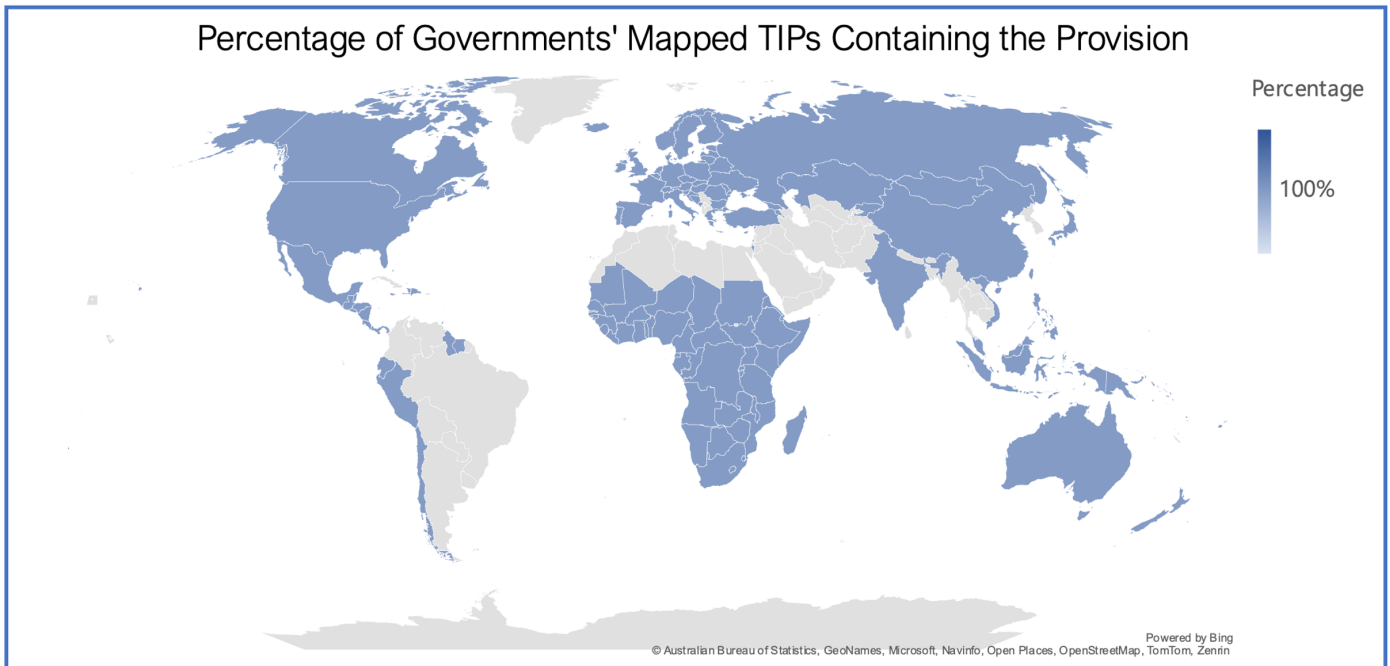 Percentage of Governments' Mapped TIPs Containing the Provision
Percentage
100%
Powered by Bing
© Australian Bureau of Statistics, GeoNames, Microsoft, Navinfo, Open Places, OpenStreetMap, TomTom, Zenrin